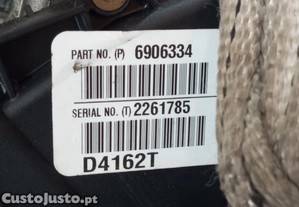 PART NO. (P) 6906334
SERIAL NO. (T) 2261785
D4162T
CustoJusto.pt